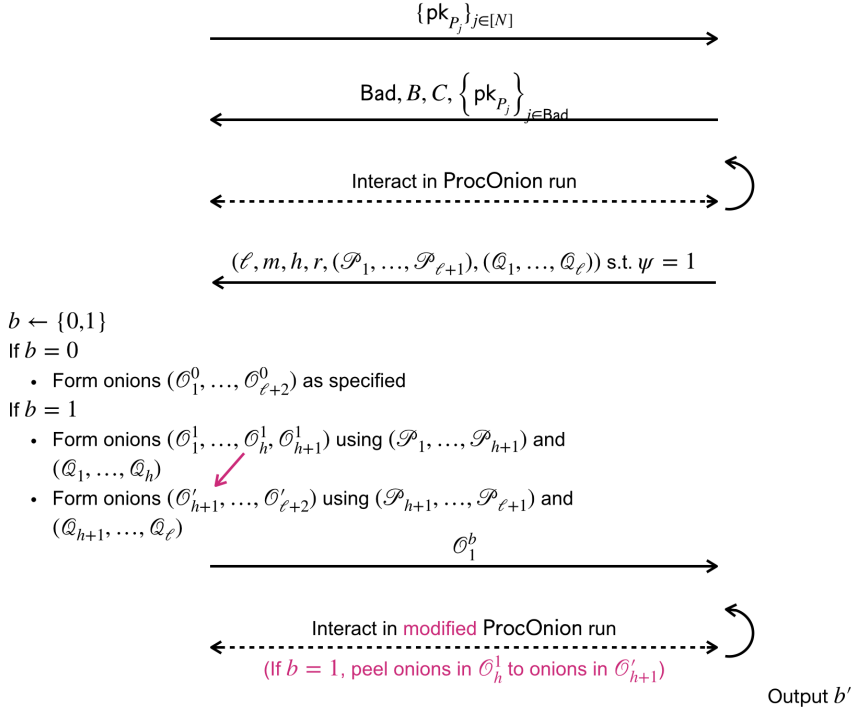 {pk_{P_j}}_{j∈[N]}
Bad, B, C, {pk_{P_j}}_{j∈Bad}
Interact in ProcOnion run
(ℓ, m, h, r, (𝒫_1, …, 𝒫_{ℓ+1}), (𝒬_1, …, 𝒬_ℓ)) s.t. ψ = 1
b ← {0,1}
If b = 0
• Form onions (𝒪_1^0, …, 𝒪_{ℓ+2}^0) as specified
If b = 1
• Form onions (𝒪_1^1, …, 𝒪_h^1, 𝒪_{h+1}^1) using (𝒫_1, …, 𝒫_{h+1}) and
(𝒬_1, …, 𝒬_h)
• Form onions (𝒪'_{h+1}, …, 𝒪'_{ℓ+2}) using (𝒫_{h+1}, …, 𝒫_{ℓ+1}) and
(𝒬_{h+1}, …, 𝒬_ℓ)
𝒪_1^b
Interact in modified ProcOnion run
(If b = 1, peel onions in 𝒪_h^1 to onions in 𝒪'_{h+1})
Output b′